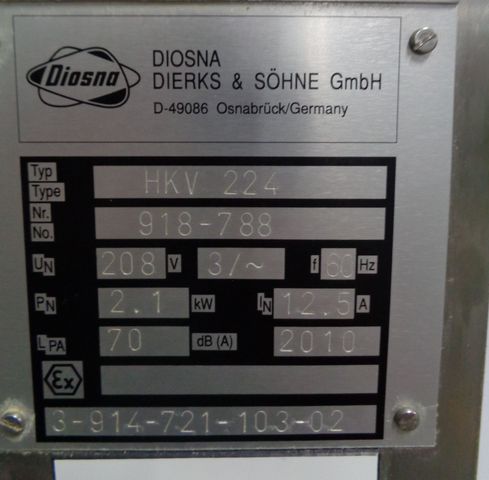 Diosna
DIOSNA
DIERKS & SÖHNE GmbH
D-49086 Osnabrück/Germany
Typ
Type HKV 224
Nr.
No. 918-788
UN 208 V 3/~ f 60 Hz
PN 2.1 kW IN 12.5 A
LPA 70 dB (A) 2010
Ex
3-914-721-103-02